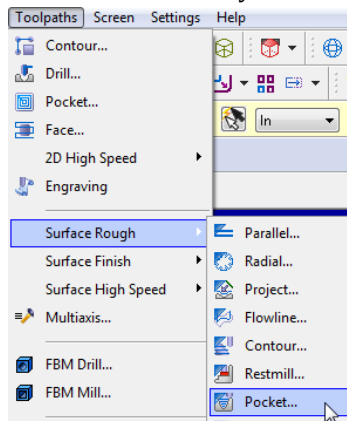 Toolpaths Screen Settings Help
Contour...
Drill...
Pocket...
Face...
In
2D High Speed
Engraving
Surface Rough
Parallel...
Surface Finish
Radial...
Surface High Speed
Project...
Multiaxis...
Flowline...
Contour...
FBM Drill...
Restmill...
FBM Mill...
Pocket...